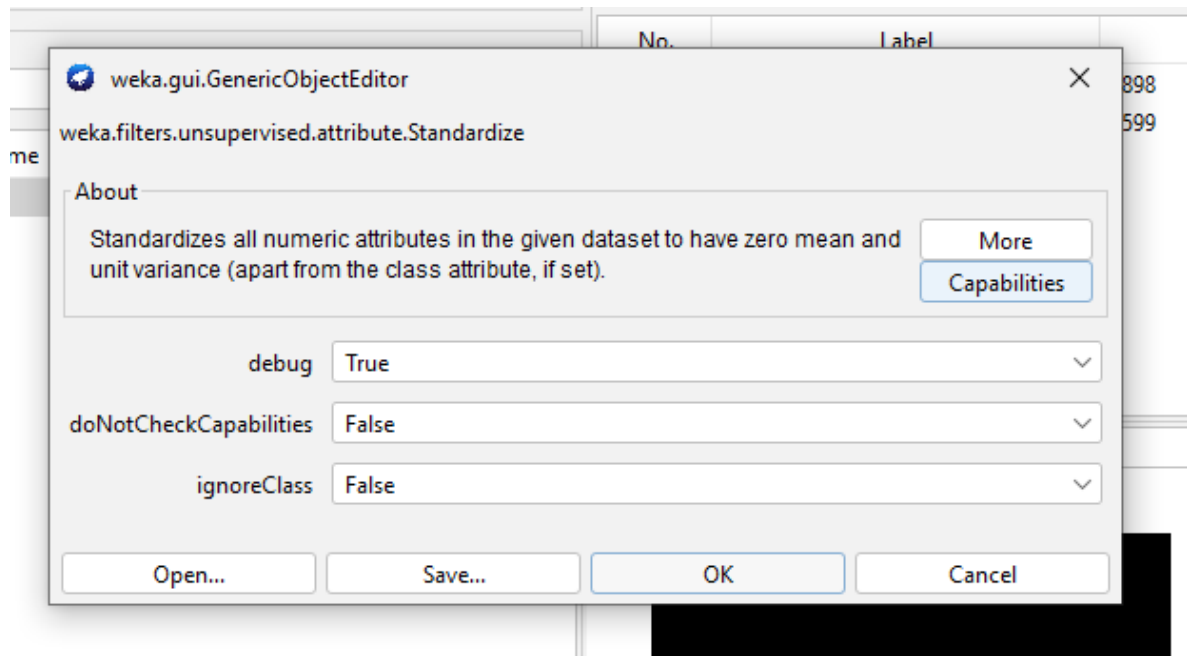 No. Label
weka.gui.GenericObjectEditor
898
weka.filters.unsupervised.attribute.Standardize
599
me
About
Standardizes all numeric attributes in the given dataset to have zero mean and
unit variance (apart from the class attribute, if set).
More
Capabilities
debug True
doNotCheckCapabilities False
ignoreClass False
Open... Save... OK Cancel